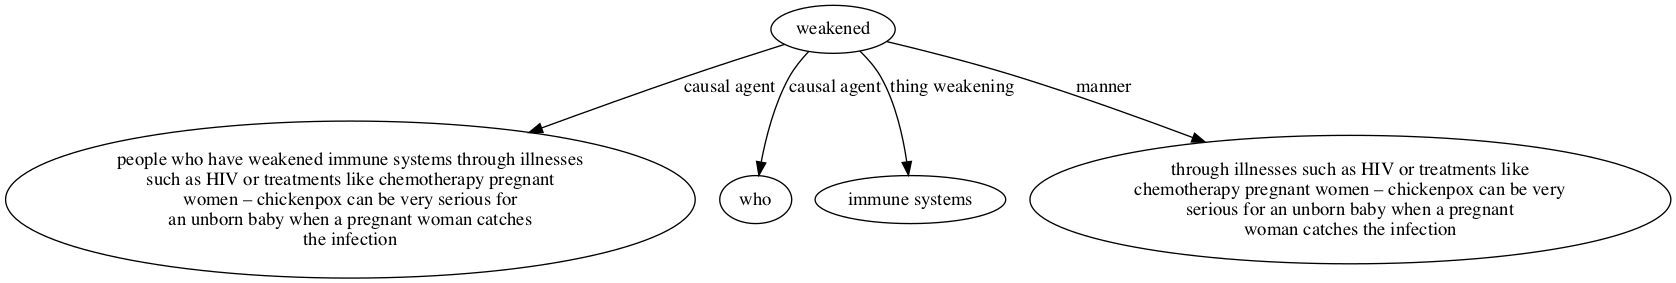 weakened
causal agent
causal agent
thing weakening
manner
people who have weakened immune systems through illnesses
such as HIV or treatments like chemotherapy pregnant
women – chickenpox can be very serious for
an unborn baby when a pregnant woman catches
the infection
who
immune systems
through illnesses such as HIV or treatments like
chemotherapy pregnant women – chickenpox can be very
serious for an unborn baby when a pregnant
woman catches the infection